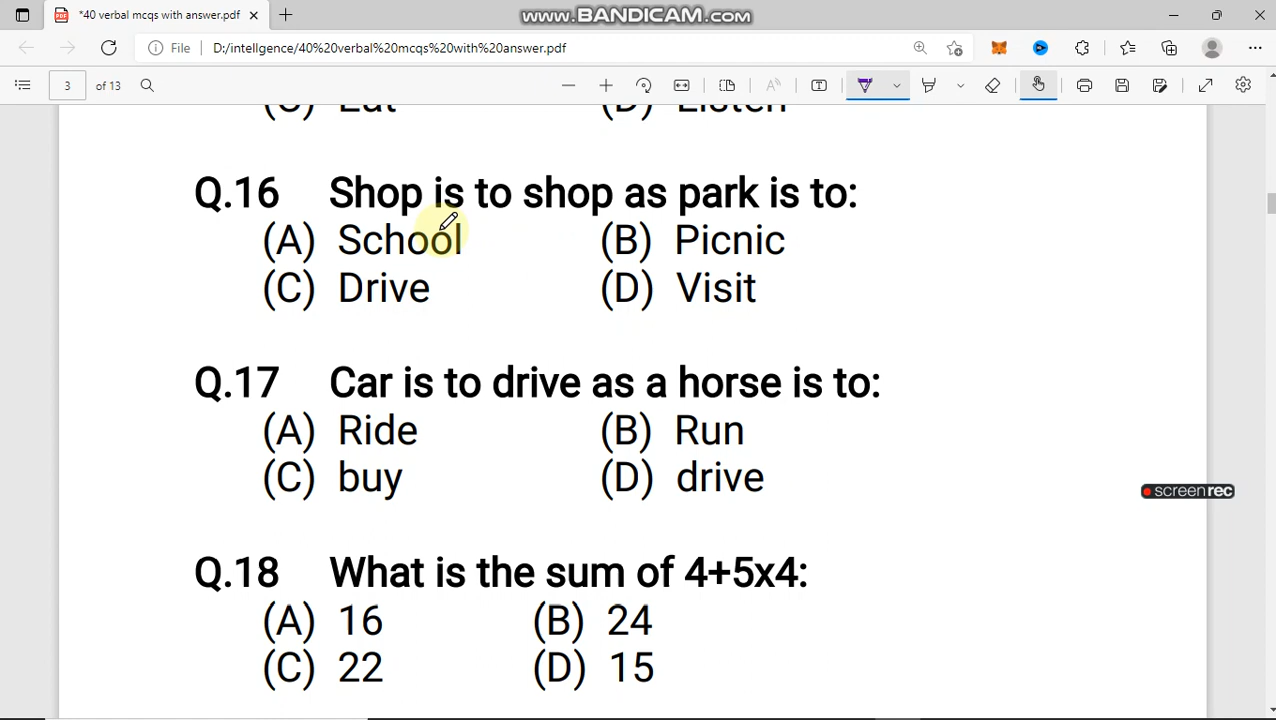 *40 verbal mcqs with answer.pdf
www.BANDICAM.com
File D:/intellgence/40%20verbal%20mcqs%20with%20answer.pdf
3 of 13
(C) Eat (D) Listen
Q.16 Shop is to shop as park is to:
(A) School (B) Picnic
(C) Drive (D) Visit
Q.17 Car is to drive as a horse is to:
(A) Ride (B) Run
(C) buy (D) drive
screenrec
Q.18 What is the sum of 4+5x4:
(A) 16 (B) 24
(C) 22 (D) 15